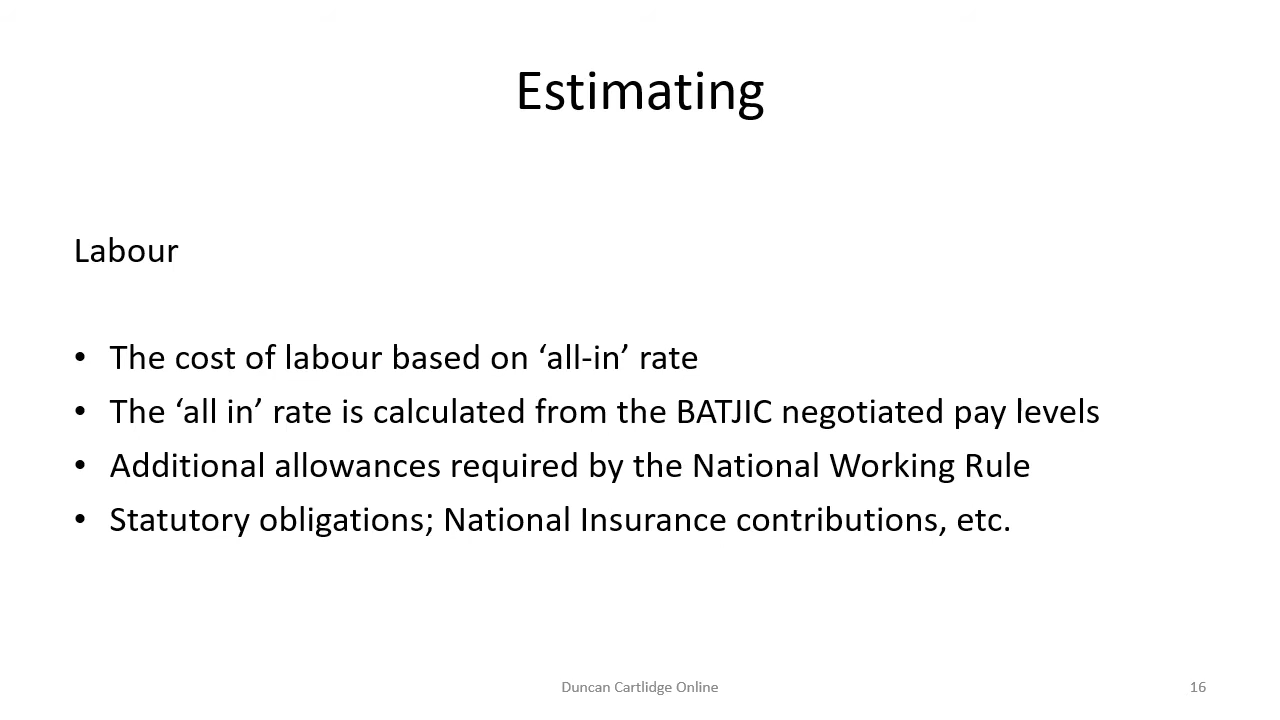 Estimating
Labour
• The cost of labour based on ‘all-in’ rate
• The ‘all in’ rate is calculated from the BATJIC negotiated pay levels
• Additional allowances required by the National Working Rule
• Statutory obligations; National Insurance contributions, etc.
Duncan Cartlidge Online
16